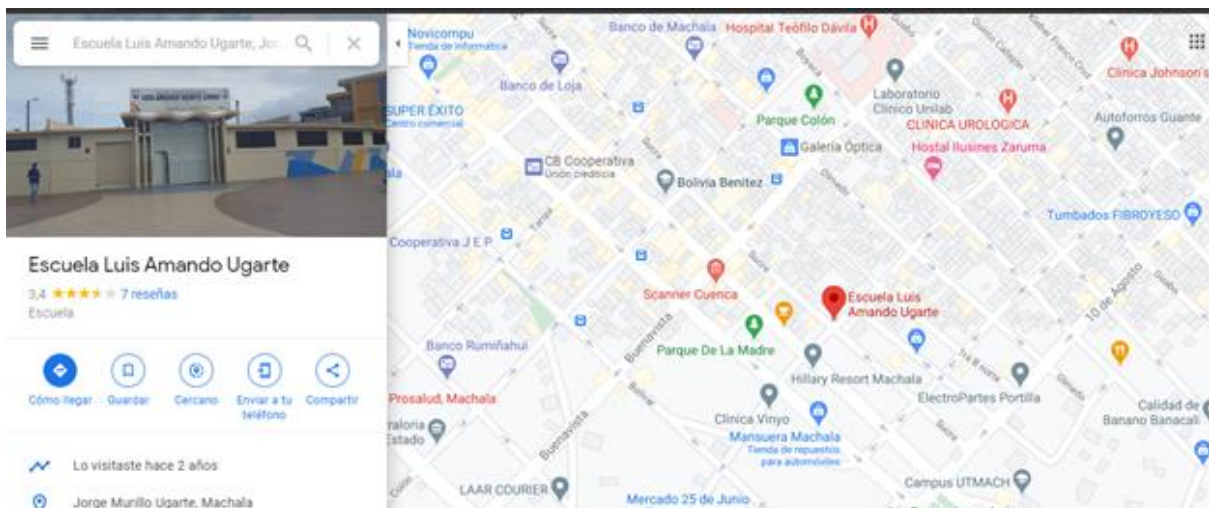 Escuela Luis Amando Ugarte, Jor
Escuela Luis Amando Ugarte
3,4
7 reseñas
Escuela
Cómo llegar
Guardar
Cercano
Enviar a tu
teléfono
Compartir
Lo visitaste hace 2 años
Jorge Murillo Ugarte, Machala
Novicompu
Tienda de informática
Banco de Machala
Hospital Teófilo Dávila
Clinica Johnson's
Banco de Loja
SUPER ÉXITO
Centro comercial
Parque Colón
Laboratorio
Clínico Unilab
CLINICA UROLOGICA
Autoforros Guante
Galería Óptica
Hostal Ilusines Zaruma
CB Cooperativa
Bolivia Benitez
Tumbados FIBROYESO
Cooperativa J E P
Scanner Cuenca
Escuela Luis
Amando Ugarte
10 de Agosto
Banco Rumiñahui
Buenavista
Parque De La Madre
Hillary Resort Machala
ElectroPartes Portilla
Prosalud, Machala
Calidad de
Banano Banacali
Estado
Clinica Vinyo
Mansuera Machala
Tienda de repuestos
para automóviles
Buenavista
Bolívar
Sucre
Sucre
LAAR COURIER
Mercado 25 de Junio
Campus UTMACH